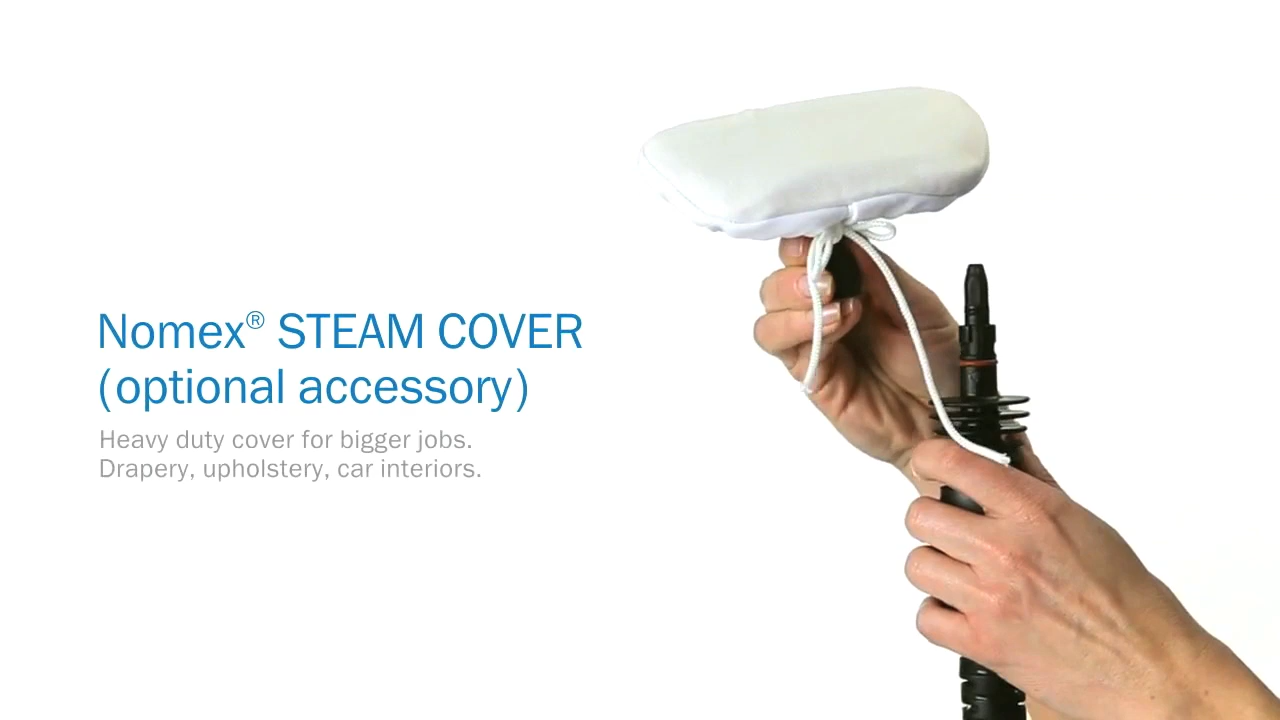 Nomex® STEAM COVER
(optional accessory)
Heavy duty cover for bigger jobs.
Drapery, upholstery, car interiors.